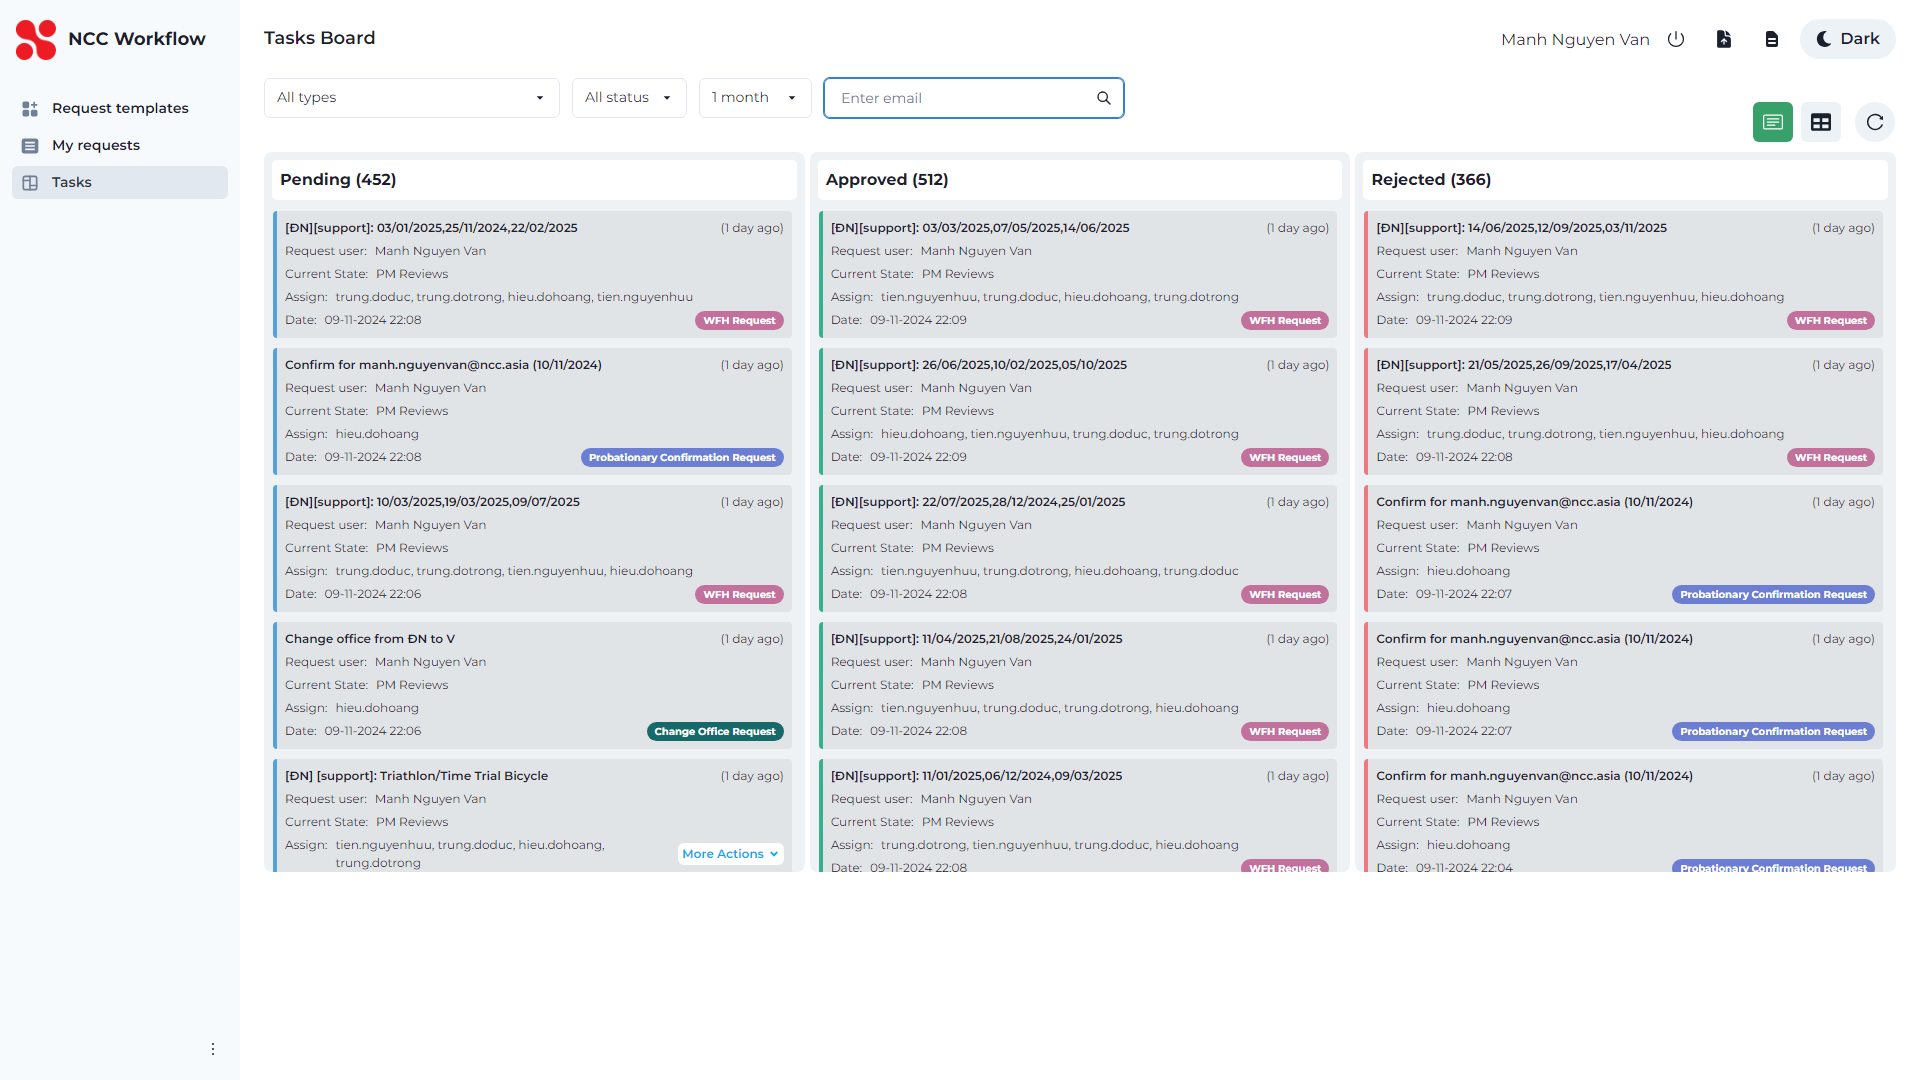 NCC Workflow
Request templates
My requests
Tasks
Tasks Board
Manh Nguyen Van
Dark
All types
All status
1 month
Enter email
Pending (452)
[ĐN][support]: 03/01/2025,25/11/2024,22/02/2025 (1 day ago)
Request user: Manh Nguyen Van
Current State: PM Reviews
Assign: trung.doduc, trung.dotrong, hieu.dohoang, tien.nguyenhuu
Date: 09-11-2024 22:08 WFH Request
Confirm for manh.nguyenvan@ncc.asia (10/11/2024) (1 day ago)
Request user: Manh Nguyen Van
Current State: PM Reviews
Assign: hieu.dohoang
Date: 09-11-2024 22:08 Probationary Confirmation Request
[ĐN][support]: 10/03/2025,19/03/2025,09/07/2025 (1 day ago)
Request user: Manh Nguyen Van
Current State: PM Reviews
Assign: trung.doduc, trung.dotrong, tien.nguyenhuu, hieu.dohoang
Date: 09-11-2024 22:06 WFH Request
Change office from ĐN to V (1 day ago)
Request user: Manh Nguyen Van
Current State: PM Reviews
Assign: hieu.dohoang
Date: 09-11-2024 22:06 Change Office Request
[ĐN] [support]: Triathlon/Time Trial Bicycle (1 day ago)
Request user: Manh Nguyen Van
Current State: PM Reviews
Assign: tien.nguyenhuu, trung.doduc, hieu.dohoang,
trung.dotrong
More Actions
Approved (512)
[ĐN][support]: 03/03/2025,07/05/2025,14/06/2025 (1 day ago)
Request user: Manh Nguyen Van
Current State: PM Reviews
Assign: tien.nguyenhuu, trung.doduc, hieu.dohoang, trung.dotrong
Date: 09-11-2024 22:09 WFH Request
[ĐN][support]: 26/06/2025,10/02/2025,05/10/2025 (1 day ago)
Request user: Manh Nguyen Van
Current State: PM Reviews
Assign: hieu.dohoang, tien.nguyenhuu, trung.doduc, trung.dotrong
Date: 09-11-2024 22:09 WFH Request
[ĐN][support]: 22/07/2025,28/12/2024,25/01/2025 (1 day ago)
Request user: Manh Nguyen Van
Current State: PM Reviews
Assign: tien.nguyenhuu, trung.dotrong, hieu.dohoang, trung.doduc
Date: 09-11-2024 22:08 WFH Request
[ĐN][support]: 11/04/2025,21/08/2025,24/01/2025 (1 day ago)
Request user: Manh Nguyen Van
Current State: PM Reviews
Assign: tien.nguyenhuu, trung.doduc, trung.dotrong, hieu.dohoang
Date: 09-11-2024 22:08 WFH Request
[ĐN][support]: 11/01/2025,06/12/2024,09/03/2025 (1 day ago)
Request user: Manh Nguyen Van
Current State: PM Reviews
Assign: trung.dotrong, tien.nguyenhuu, trung.doduc, hieu.dohoang
Date: 09-11-2024 22:08 WFH Request
Rejected (366)
[ĐN][support]: 14/06/2025,12/09/2025,03/11/2025 (1 day ago)
Request user: Manh Nguyen Van
Current State: PM Reviews
Assign: trung.doduc, trung.dotrong, tien.nguyenhuu, hieu.dohoang
Date: 09-11-2024 22:09 WFH Request
[ĐN][support]: 21/05/2025,26/09/2025,17/04/2025 (1 day ago)
Request user: Manh Nguyen Van
Current State: PM Reviews
Assign: trung.doduc, trung.dotrong, tien.nguyenhuu, hieu.dohoang
Date: 09-11-2024 22:08 WFH Request
Confirm for manh.nguyenvan@ncc.asia (10/11/2024) (1 day ago)
Request user: Manh Nguyen Van
Current State: PM Reviews
Assign: hieu.dohoang
Date: 09-11-2024 22:07 Probationary Confirmation Request
Confirm for manh.nguyenvan@ncc.asia (10/11/2024) (1 day ago)
Request user: Manh Nguyen Van
Current State: PM Reviews
Assign: hieu.dohoang
Date: 09-11-2024 22:07 Probationary Confirmation Request
Confirm for manh.nguyenvan@ncc.asia (10/11/2024) (1 day ago)
Request user: Manh Nguyen Van
Current State: PM Reviews
Assign: hieu.dohoang
Date: 09-11-2024 22:04 Probationary Confirmation Request